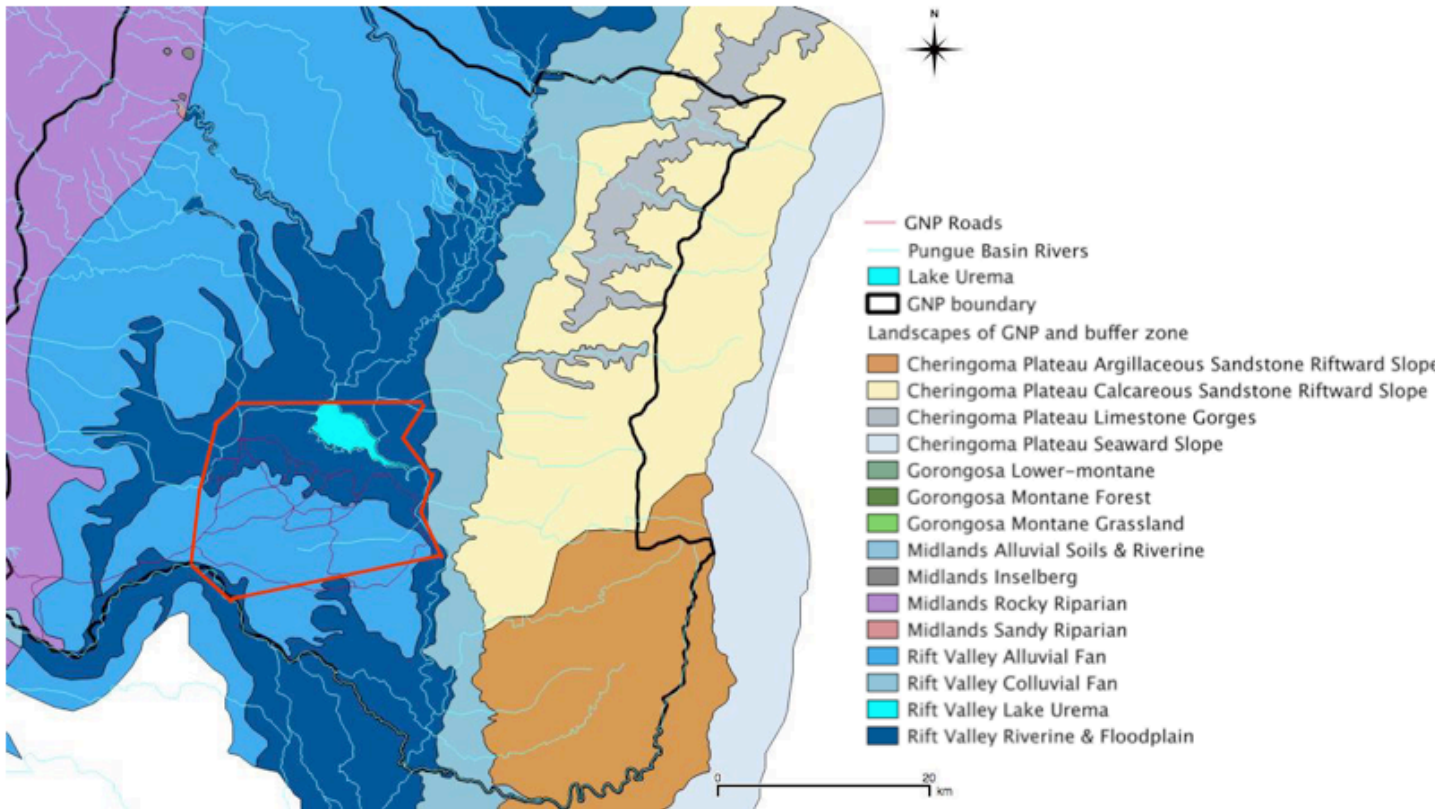 N
GNP Roads
Pungue Basin Rivers
Lake Urema
GNP boundary
Landscapes of GNP and buffer zone
Cheringoma Plateau Argillaceous Sandstone Riftward Slope
Cheringoma Plateau Calcareous Sandstone Riftward Slope
Cheringoma Plateau Limestone Gorges
Cheringoma Plateau Seaward Slope
Gorongosa Lower-montane
Gorongosa Montane Forest
Gorongosa Montane Grassland
Midlands Alluvial Soils & Riverine
Midlands Inselberg
Midlands Rocky Riparian
Midlands Sandy Riparian
Rift Valley Alluvial Fan
Rift Valley Colluvial Fan
Rift Valley Lake Urema
Rift Valley Riverine & Floodplain
0 20
km